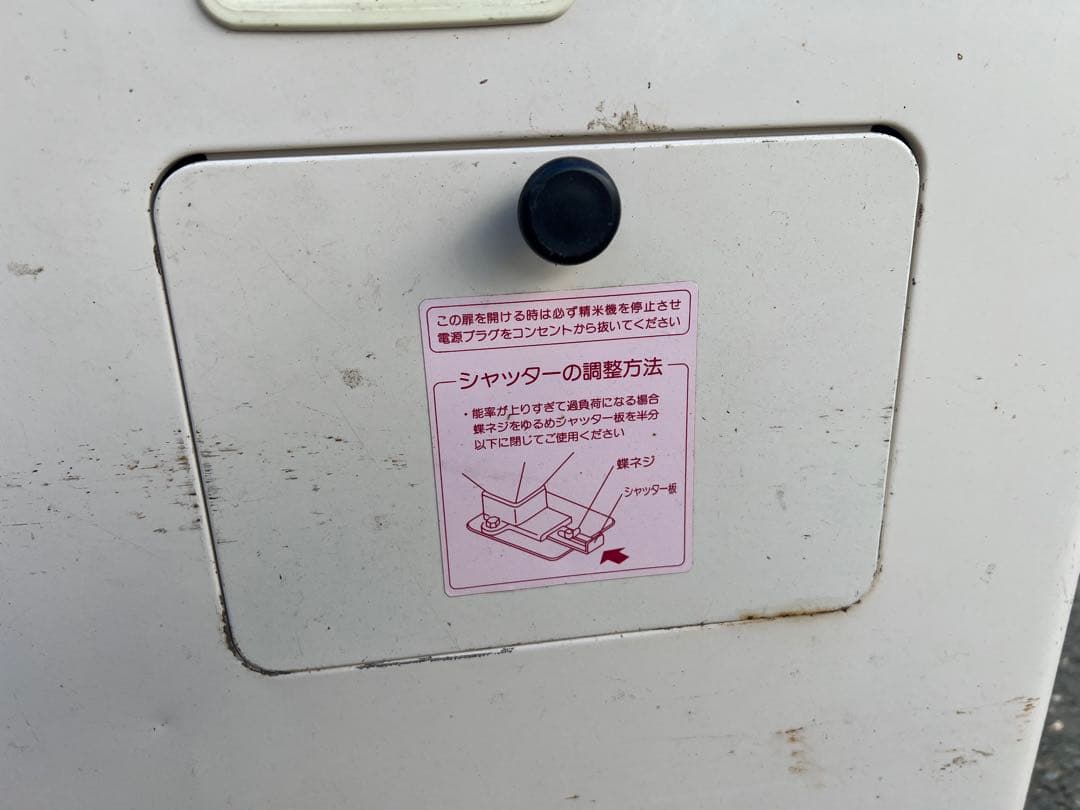 この扉を開ける時は必ず精米機を停止させ
電源プラグをコンセントから抜いてください
シャッターの調整方法
・能率が上りすぎて過負荷になる場合
蝶ネジをゆるめシャッター板を半分
以下に閉じてご使用ください
蝶ネジ
シャッター板